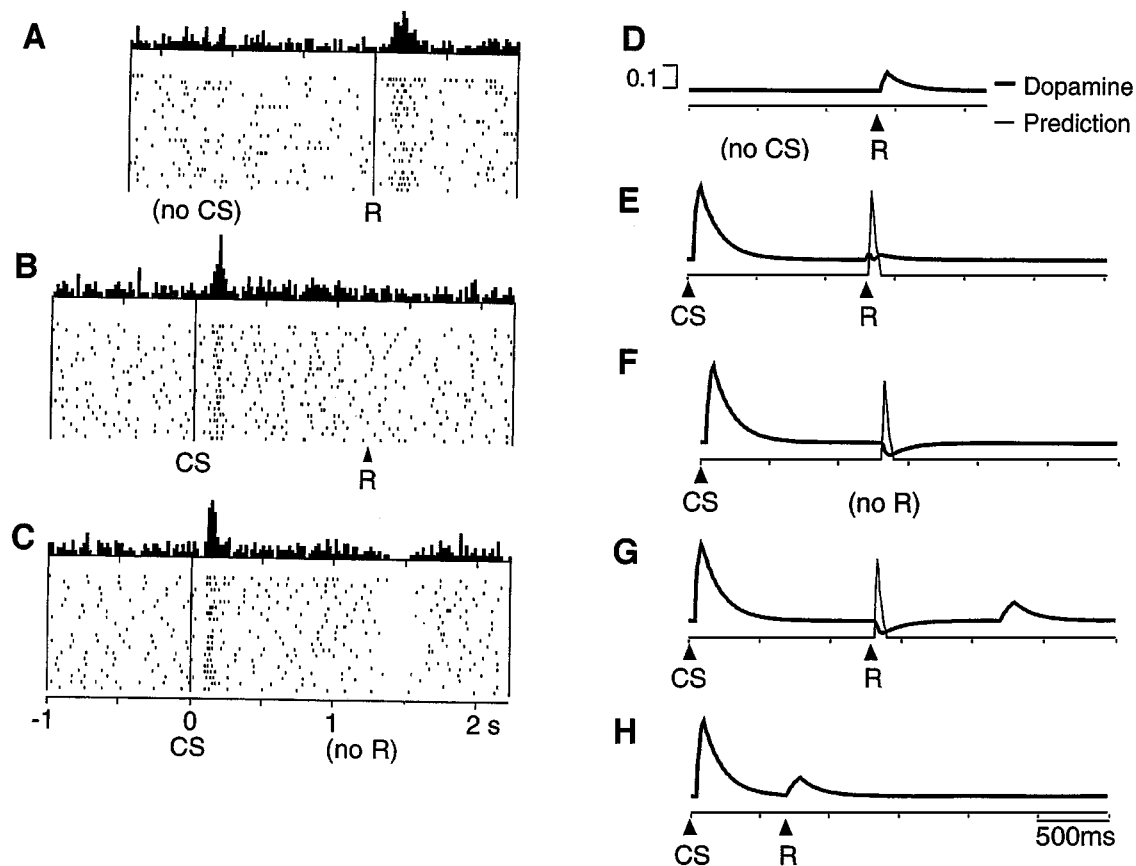 A
(no CS)
R
B
CS
R
C
-1
0
1
2 s
CS
(no R)
D
0.1
Dopamine
Prediction
(no CS)
R
E
CS
R
F
CS
(no R)
G
CS
R
H
CS
R
500ms